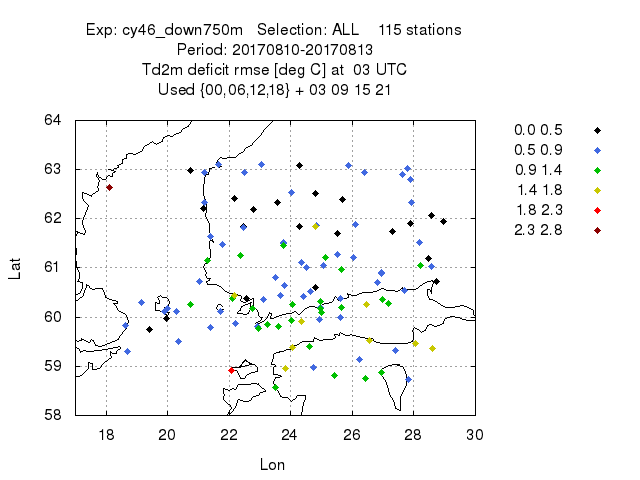 Exp: cy46_down750m Selection: ALL 115 stations
Period: 20170810-20170813
Td2m deficit rmse [deg C] at 03 UTC
Used {00,06,12,18} + 03 09 15 21
64
63
62
61
60
59
58
Lat
18 20 22 24 26 28 30
Lon
0.0 0.5
0.5 0.9
0.9 1.4
1.4 1.8
1.8 2.3
2.3 2.8